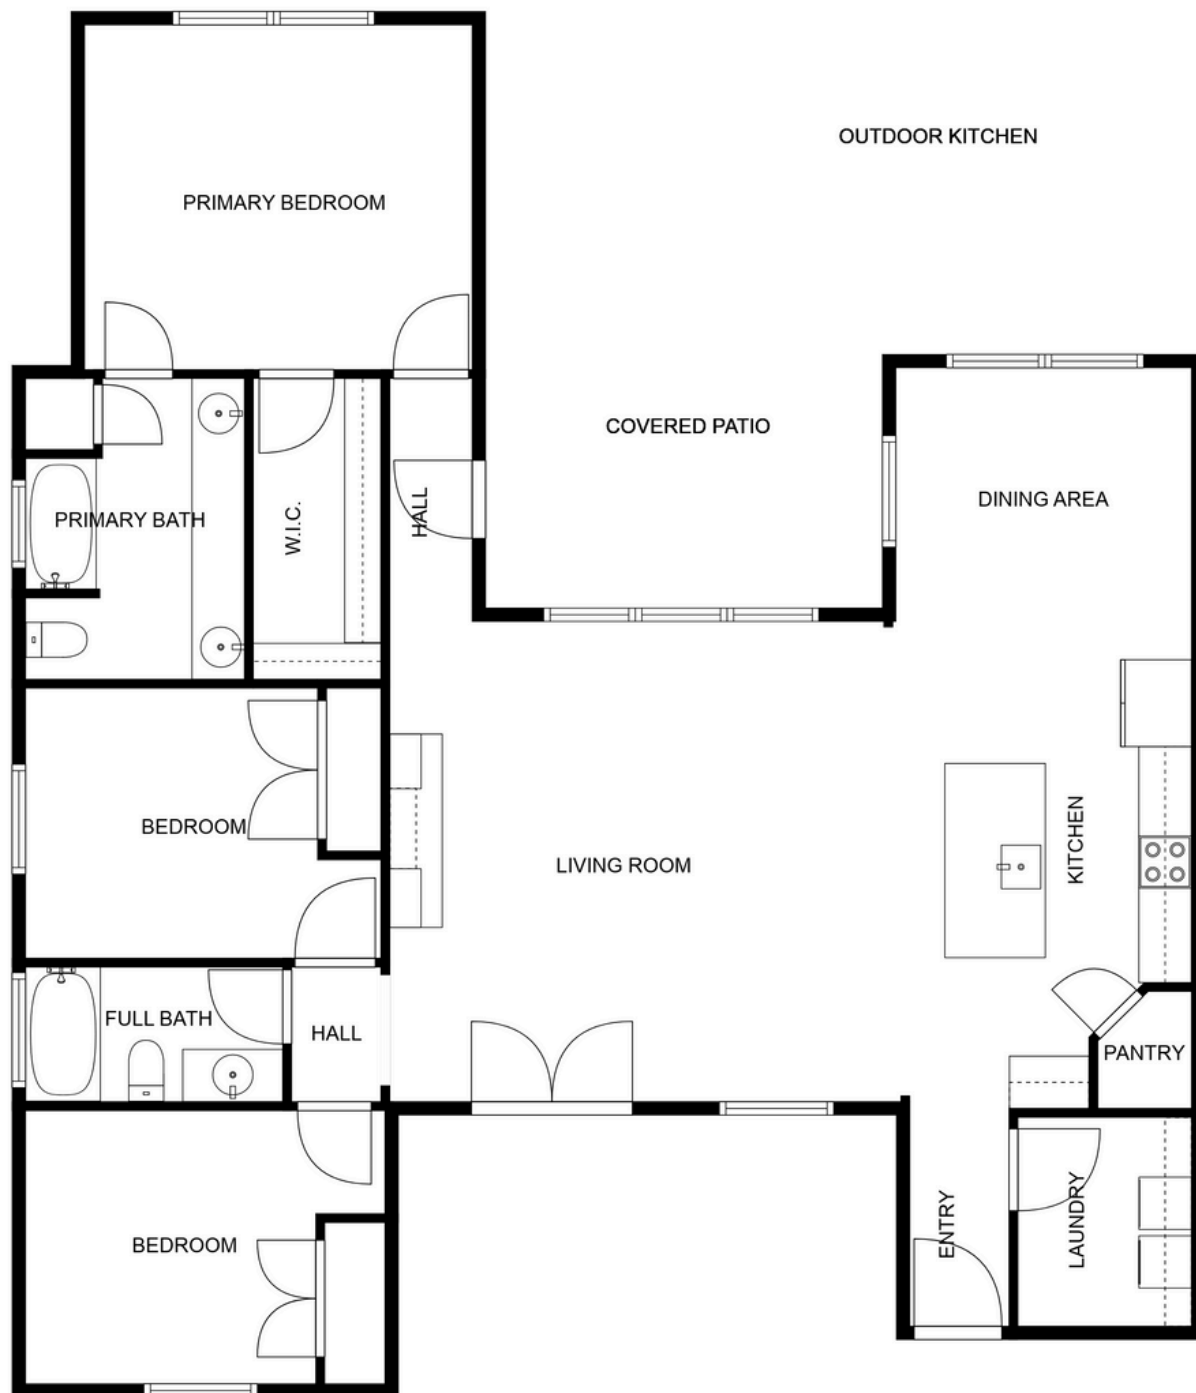 OUTDOOR KITCHEN
PRIMARY BEDROOM
COVERED PATIO
DINING AREA
HALL
PRIMARY BATH
W.I.C.
BEDROOM
LIVING ROOM
KITCHEN
FULL BATH
HALL
PANTRY
ENTRY
LAUNDRY
BEDROOM